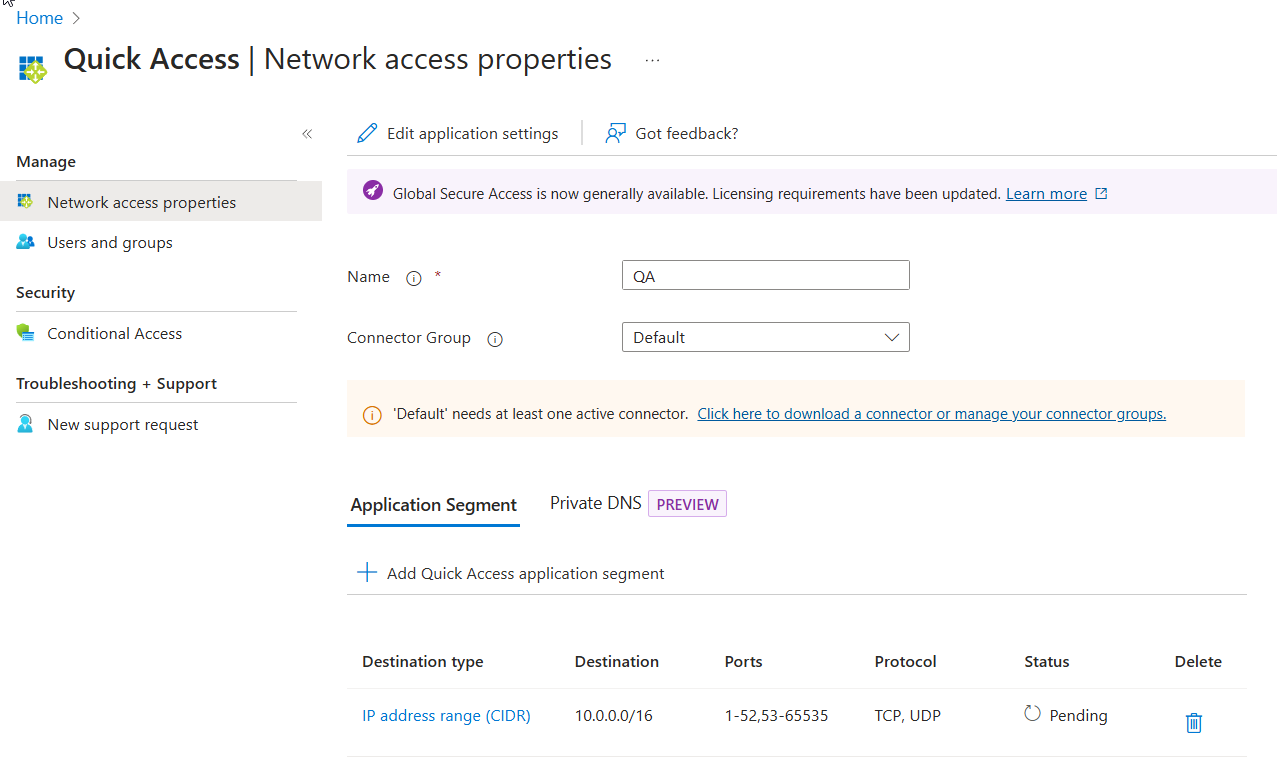 Home
Quick Access | Network access properties ...
Manage
Network access properties
Users and groups
Security
Conditional Access
Troubleshooting + Support
New support request
Edit application settings
Got feedback?
Global Secure Access is now generally available. Licensing requirements have been updated. Learn more
Name *
QA
Connector Group
Default
'Default' needs at least one active connector. Click here to download a connector or manage your connector groups.
Application Segment
Private DNS PREVIEW
Add Quick Access application segment
Destination type Destination Ports Protocol Status Delete
IP address range (CIDR) 10.0.0.0/16 1-52,53-65535 TCP, UDP Pending